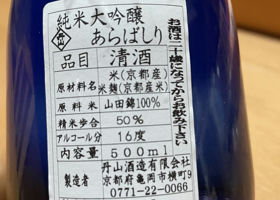 純米大吟醸
あらばしり
品目 清酒
原材料名 米(京都産)
米麹(京都産米)
原料米 山田錦100%
精米歩合 50%
アルコール分 16度
内容量 500ml
製造者 丹山酒造有限会社
京都府亀岡市横町9
0771-22-0066
お酒は二十歳になってからお飲み下さい